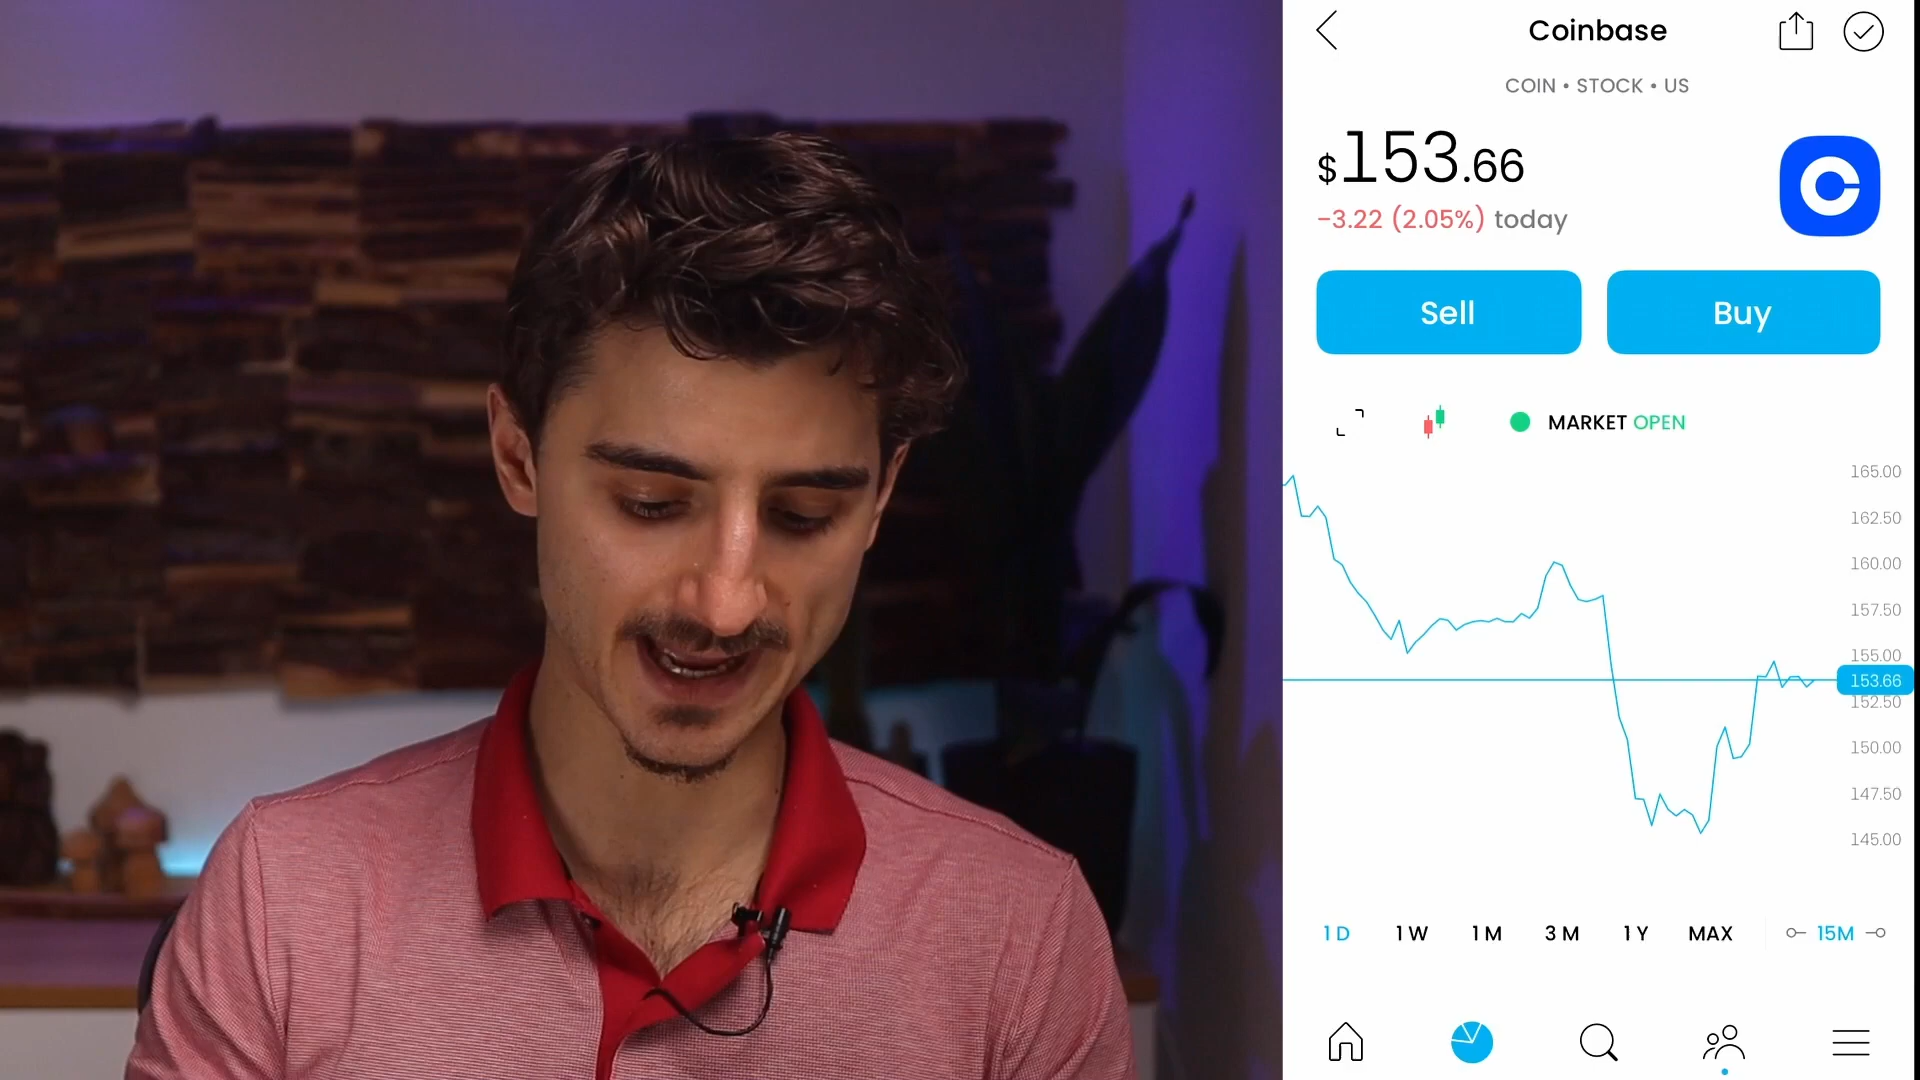 Coinbase
COIN • STOCK • US
$153.66
-3.22 (2.05%) today
Sell Buy
MARKET OPEN
165.00
162.50
160.00
157.50
155.00
153.66
152.50
150.00
147.50
145.00
1D 1W 1M 3M 1Y MAX 15M